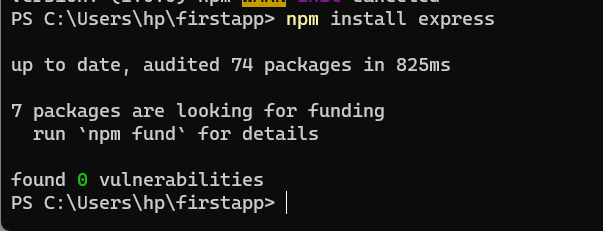 PS C:\Users\hp\firstapp> npm install express
up to date, audited 74 packages in 825ms
7 packages are looking for funding
run `npm fund` for details
found 0 vulnerabilities
PS C:\Users\hp\firstapp>